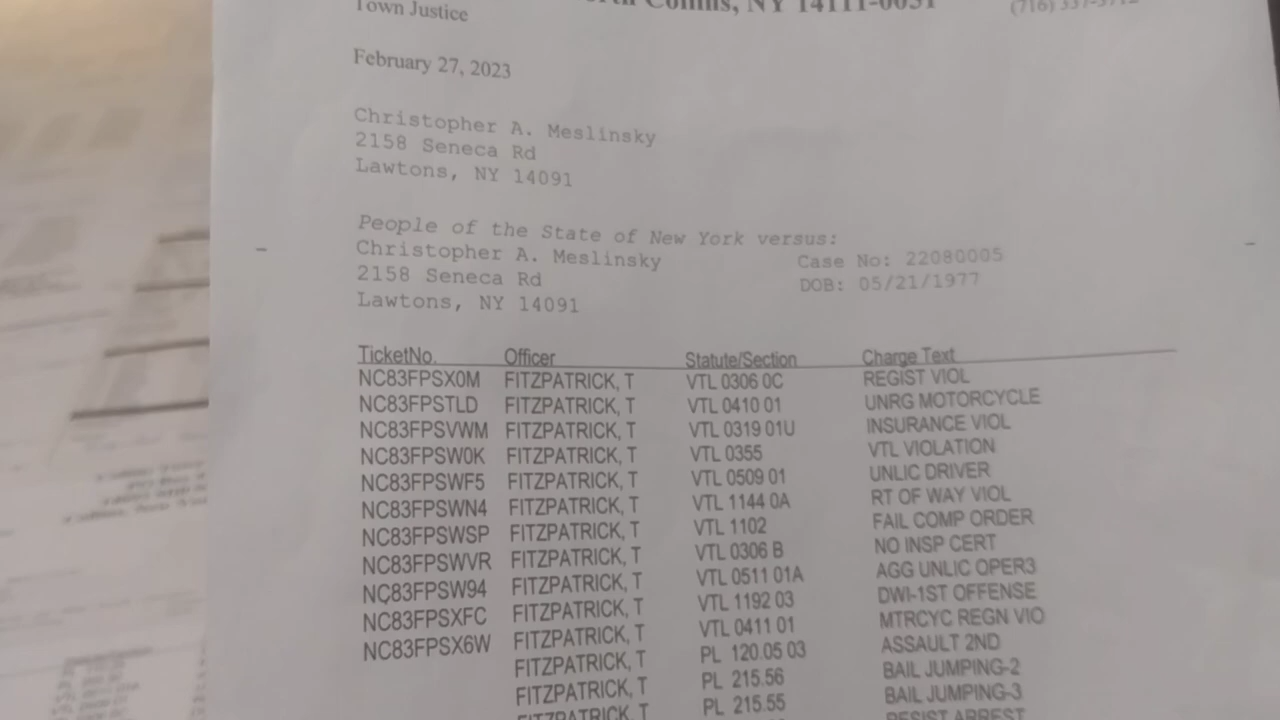 Town Justice
Collins, NY 14111-0051
(716)
February 27, 2023
Christopher A. Meslinsky
2158 Seneca Rd
Lawtons, NY 14091
People of the State of New York versus:
Christopher A. Meslinsky Case No: 22080005
2158 Seneca Rd DOB: 05/21/1977
Lawtons, NY 14091
TicketNo. Officer Statute/Section Charge Text
NC83FPSX0M FITZPATRICK, T VTL 0306 0C REGIST VIOL
NC83FPSTLD FITZPATRICK, T VTL 0410 01 UNRG MOTORCYCLE
NC83FPSVWM FITZPATRICK, T VTL 0319 01U INSURANCE VIOL
NC83FPSW0K FITZPATRICK, T VTL 0355 VTL VIOLATION
NC83FPSWF5 FITZPATRICK, T VTL 0509 01 UNLIC DRIVER
NC83FPSWN4 FITZPATRICK, T VTL 1144 0A RT OF WAY VIOL
NC83FPSWSP FITZPATRICK, T VTL 1102 FAIL COMP ORDER
NC83FPSWVR FITZPATRICK, T VTL 0306 B NO INSP CERT
NC83FPSW94 FITZPATRICK, T VTL 0511 01A AGG UNLIC OPER3
NC83FPSXFC FITZPATRICK, T VTL 1192 03 DWI-1ST OFFENSE
NC83FPSX6W FITZPATRICK, T VTL 0411 01 MTRCYC REGN VIO
FITZPATRICK, T PL 120.05 03 ASSAULT 2ND
FITZPATRICK, T PL 215.56 BAIL JUMPING-2
FITZPATRICK, T PL 215.55 BAIL JUMPING-3
RESIST ARREST